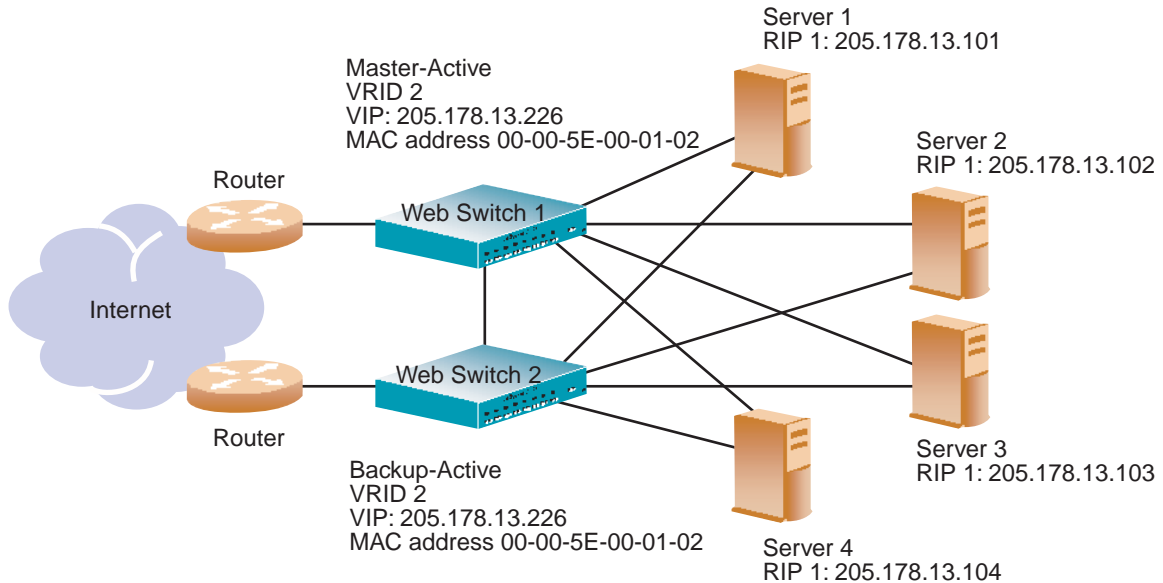 Server 1
RIP 1: 205.178.13.101
Master-Active
VRID 2
VIP: 205.178.13.226
MAC address 00-00-5E-00-01-02
Server 2
RIP 1: 205.178.13.102
Router
Web Switch 1
Internet
Web Switch 2
Router
Server 3
RIP 1: 205.178.13.103
Backup-Active
VRID 2
VIP: 205.178.13.226
MAC address 00-00-5E-00-01-02
Server 4
RIP 1: 205.178.13.104